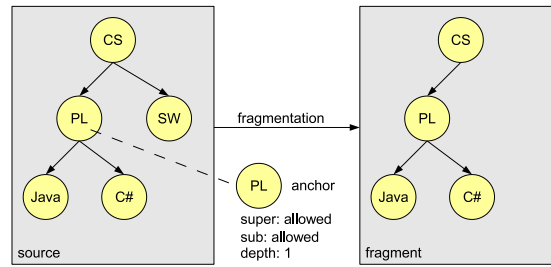 CS
PL
SW
Java
C#
source
fragmentation
PL
anchor
super: allowed
sub: allowed
depth: 1
CS
PL
Java
C#
fragment